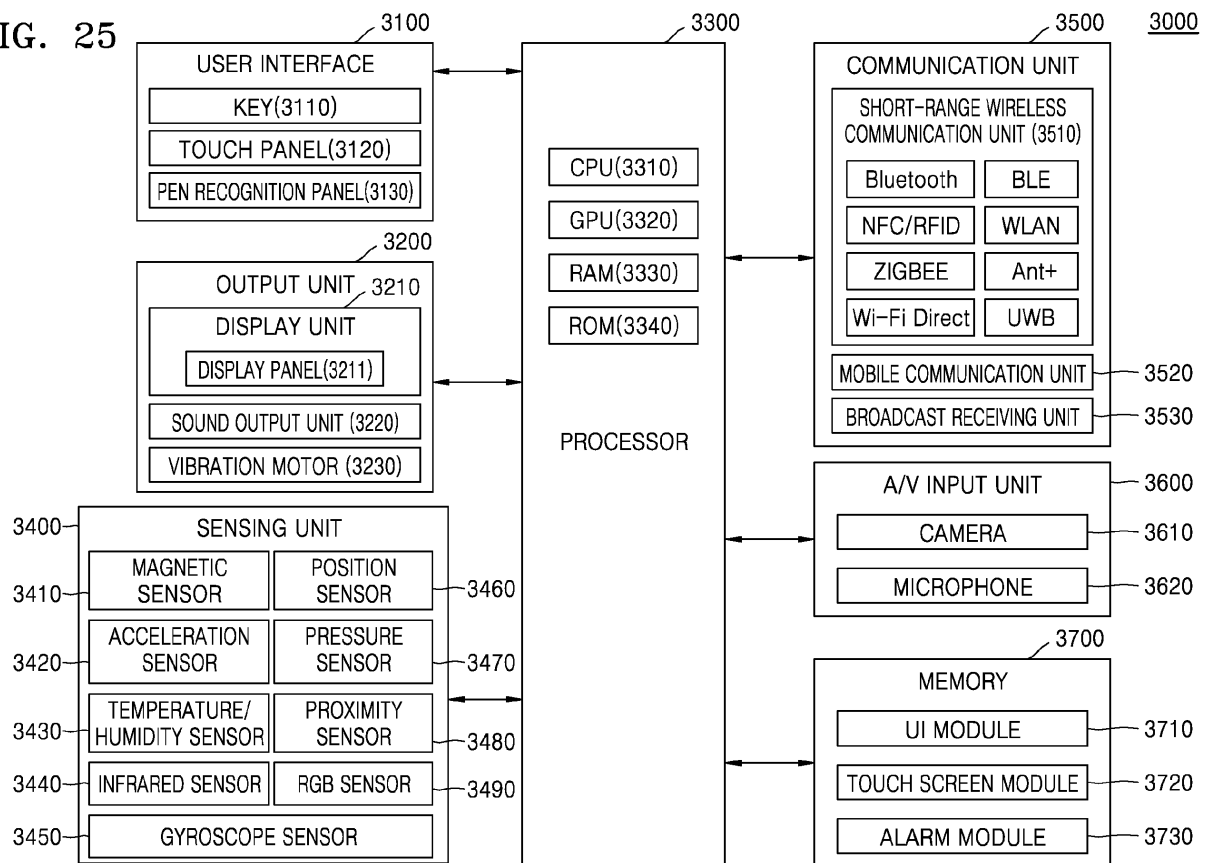 IG. 25
3000
3100
USER INTERFACE
KEY(3110)
TOUCH PANEL(3120)
PEN RECOGNITION PANEL(3130)
3200
OUTPUT UNIT
3210
DISPLAY UNIT
DISPLAY PANEL(3211)
SOUND OUTPUT UNIT (3220)
VIBRATION MOTOR (3230)
3400
SENSING UNIT
3410
MAGNETIC
SENSOR
POSITION
SENSOR
3460
3420
ACCELERATION
SENSOR
PRESSURE
SENSOR
3470
3430
TEMPERATURE/
HUMIDITY SENSOR
PROXIMITY
SENSOR
3480
3440
INFRARED SENSOR
RGB SENSOR
3490
3450
GYROSCOPE SENSOR
3300
CPU(3310)
GPU(3320)
RAM(3330)
ROM(3340)
PROCESSOR
3500
COMMUNICATION UNIT
SHORT-RANGE WIRELESS
COMMUNICATION UNIT (3510)
Bluetooth
BLE
NFC/RFID
WLAN
ZIGBEE
Ant+
Wi-Fi Direct
UWB
MOBILE COMMUNICATION UNIT
3520
BROADCAST RECEIVING UNIT
3530
A/V INPUT UNIT
3600
CAMERA
3610
MICROPHONE
3620
3700
MEMORY
UI MODULE
3710
TOUCH SCREEN MODULE
3720
ALARM MODULE
3730